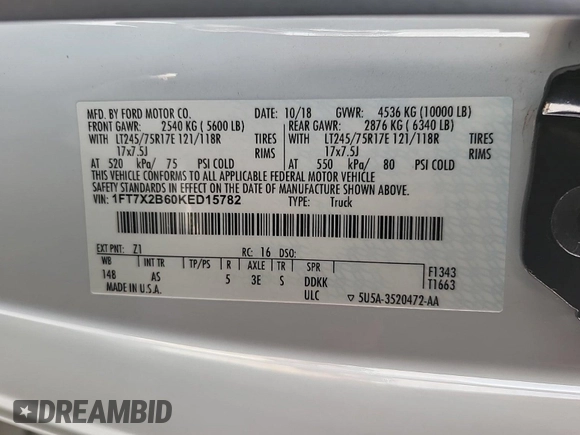 MFD. BY FORD MOTOR CO. DATE: 10/18 GVWR: 4536 KG (10000 LB)
FRONT GAWR: 2540 KG ( 5600 LB) REAR GAWR: 2876 KG ( 6340 LB)
WITH LT245/75R17E 121/118R TIRES WITH LT245/75R17E 121/118R TIRES
17x7.5J RIMS 17x7.5J RIMS
AT 520 kPa/ 75 PSI COLD AT 550 kPa/ 80 PSI COLD
THIS VEHICLE CONFORMS TO ALL APPLICABLE FEDERAL MOTOR VEHICLE
SAFETY STANDARDS IN EFFECT ON THE DATE OF MANUFACTURE SHOWN ABOVE.
VIN: 1FT7X2B60KED15782 TYPE: Truck
EXT PNT: Z1 RC: 16 DSO:
WB INT TR TP/PS R AXLE TR SPR F1343
148 AS 5 3E S DDKK T1663
MADE IN U.S.A. ULC ▽ 5U5A-3520472-AA
DREAMBID